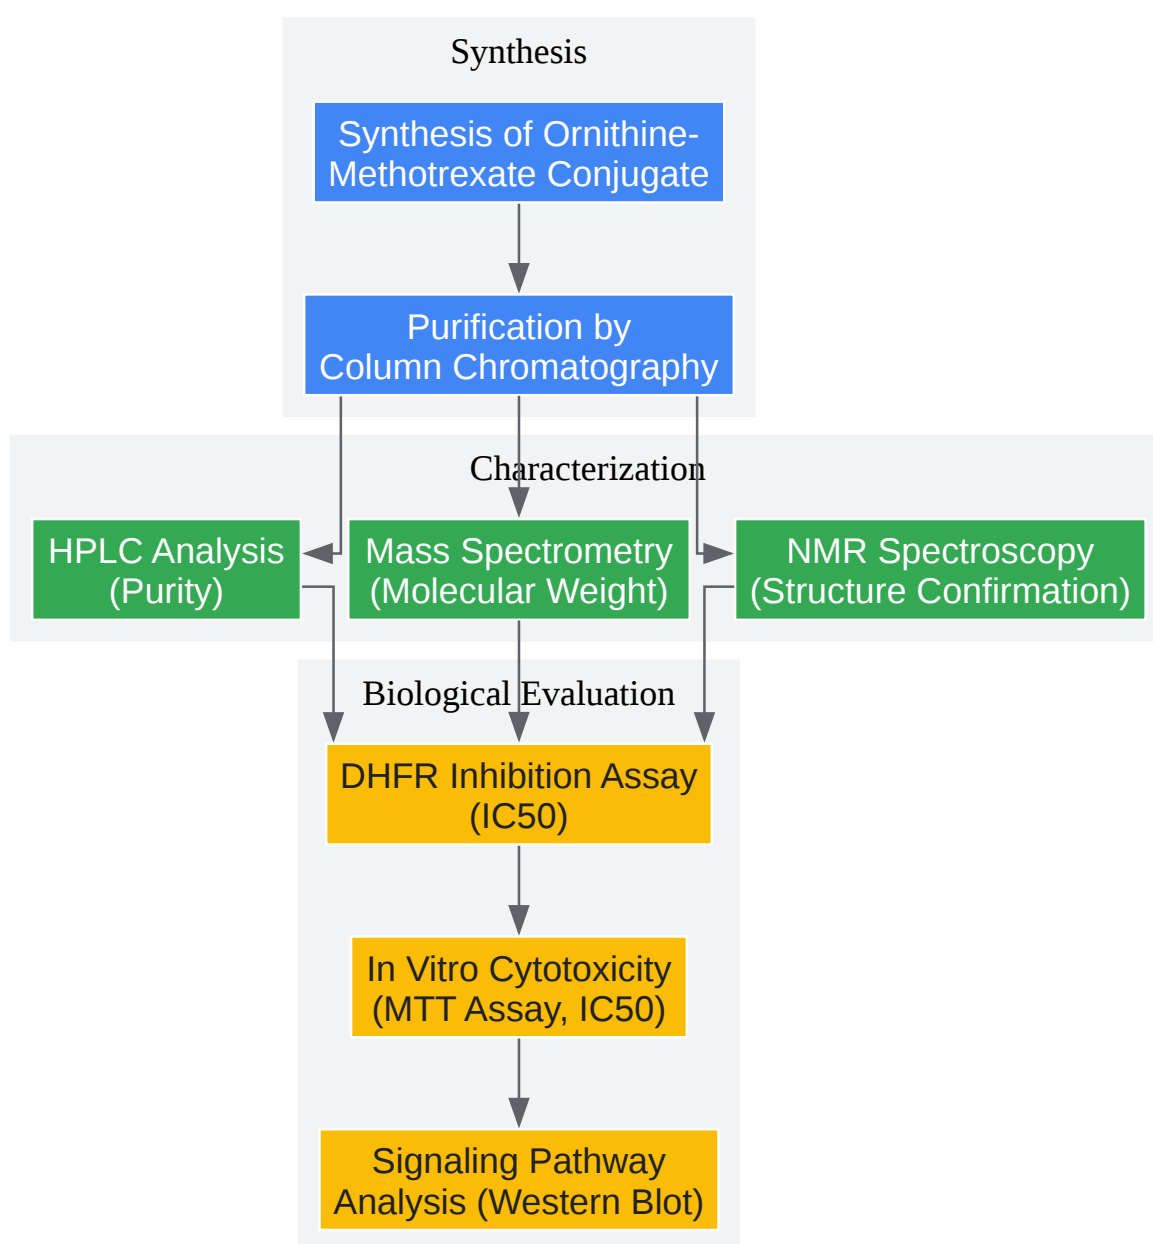 Synthesis
Synthesis of Ornithine-
Methotrexate Conjugate
Purification by
Column Chromatography
Characterization
HPLC Analysis
(Purity)
Mass Spectrometry
(Molecular Weight)
NMR Spectroscopy
(Structure Confirmation)
Biological Evaluation
DHFR Inhibition Assay
(IC50)
In Vitro Cytotoxicity
(MTT Assay, IC50)
Signaling Pathway
Analysis (Western Blot)